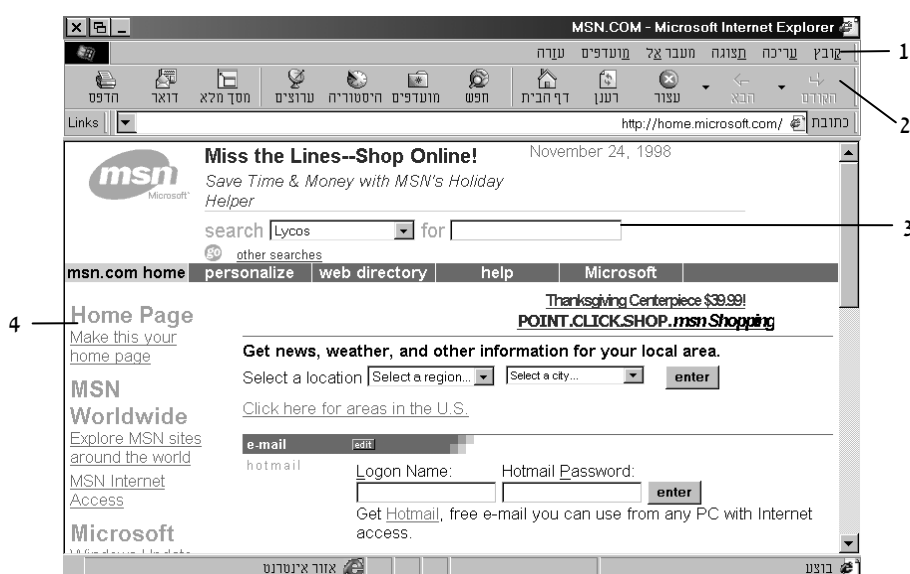 MSN.COM - Microsoft Internet Explorer
קובץ עריכה תצוגה מעבר אל מועדפים עזרה
1
הקודם הבא עצור רענן דף הבית חפש מועדפים היסטוריה ערוצים מסך מלא דואר הדפס
2
כתובת http://home.microsoft.com/ Links
msn
Microsoft
Miss the Lines--Shop Online!
November 24, 1998
Save Time & Money with MSN's Holiday
Helper
search Lycos for
3
go other searches
msn.com home personalize web directory help Microsoft
Thanksgiving Centerpiece $39.99!
POINT.CLICK.SHOP.msn Shopping
4
Home Page
Make this your
home page
MSN
Worldwide
Explore MSN sites
around the world
MSN Internet
Access
Microsoft
Windows Update
Get news, weather, and other information for your local area.
Select a location Select a region... Select a city... enter
Click here for areas in the U.S.
e-mail edit
hotmail
Logon Name: Hotmail Password:
enter
Get Hotmail, free e-mail you can use from any PC with Internet
access.
בוצע אזור אינטרנט